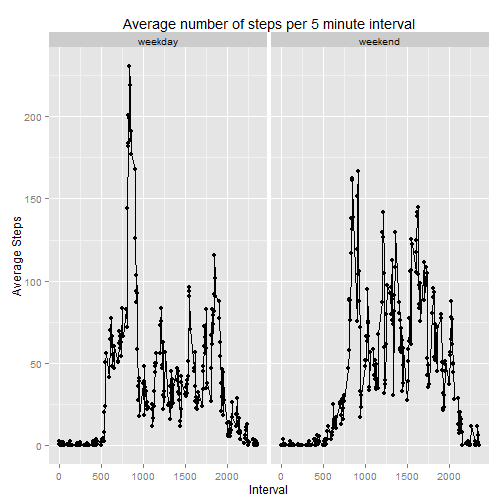 Average number of steps per 5 minute interval
weekday weekend
Average Steps
200
150
100
50
0
0 500 1000 1500 2000 0 500 1000 1500 2000
Interval